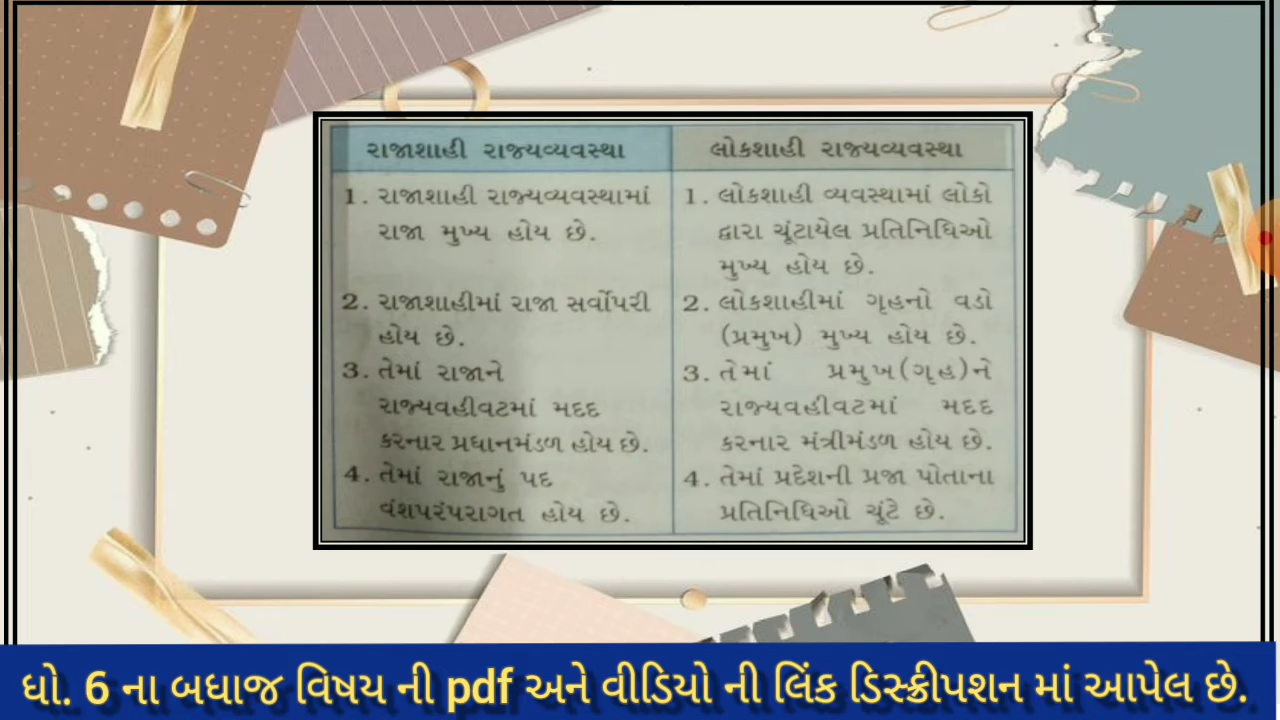 રાજાશાહી રાજ્યવ્યવસ્થા
લોકશાહી રાજ્યવ્યવસ્થા
1. રાજાશાહી રાજ્યવ્યવસ્થામાં
રાજા મુખ્ય હોય છે.
2. રાજાશાહીમાં રાજા સર્વોપરી
હોય છે.
3. તેમાં રાજાને
રાજ્યવહીવટમાં મદદ
કરનાર પ્રધાનમંડળ હોય છે.
4. તેમાં રાજાનું પદ
વંશપરંપરાગત હોય છે.
1. લોકશાહી વ્યવસ્થામાં લોકો
દ્વારા ચૂંટાયેલ પ્રતિનિધિઓ
મુખ્ય હોય છે.
2. લોકશાહીમાં ગૃહનો વડો
(પ્રમુખ) મુખ્ય હોય છે.
3. તેમાં પ્રમુખ(ગૃહ)ને
રાજ્યવહીવટમાં મદદ
કરનાર મંત્રીમંડળ હોય છે.
4. તેમાં પ્રદેશની પ્રજા પોતાના
પ્રતિનિધિઓ ચૂંટે છે.
ધો. 6 ના બધાજ વિષય ની pdf અને વીડિયો ની લિંક ડિસ્ક્રીપશન માં આપેલ છે.